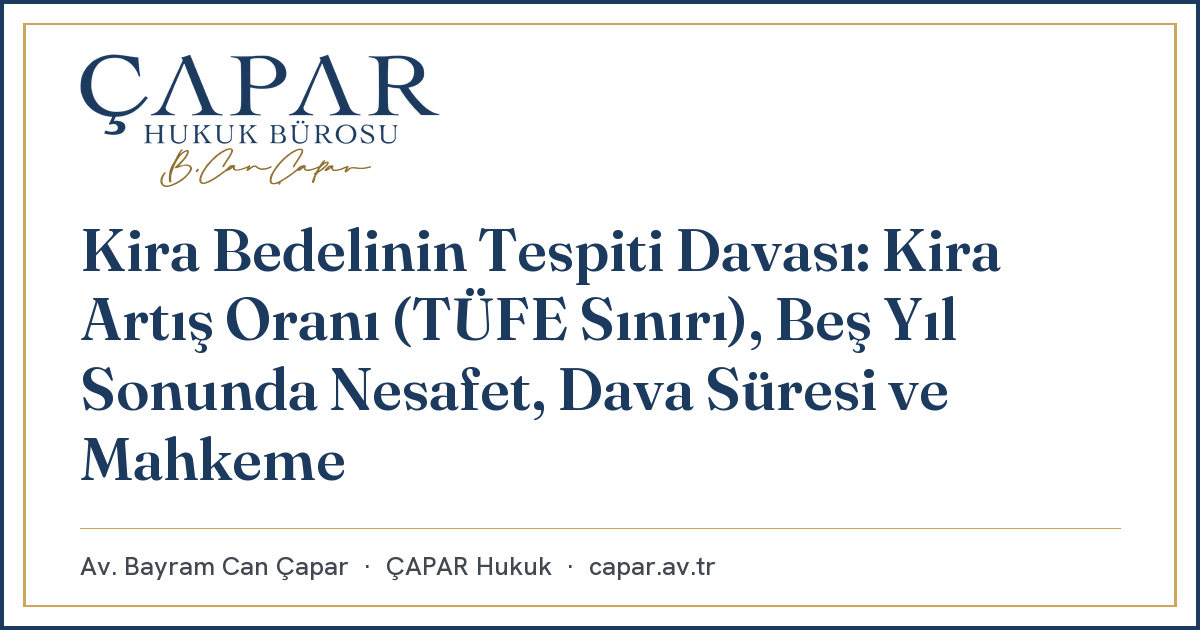 ÇAPAR
HUKUK BÜROSU
B. Can Çapar
Kira Bedelinin Tespiti Davası: Kira
Artış Oranı (TÜFE Sınırı), Beş Yıl
Sonunda Nesafet, Dava Süresi ve
Mahkeme
Av. Bayram Can Çapar · ÇAPAR Hukuk · capar.av.tr